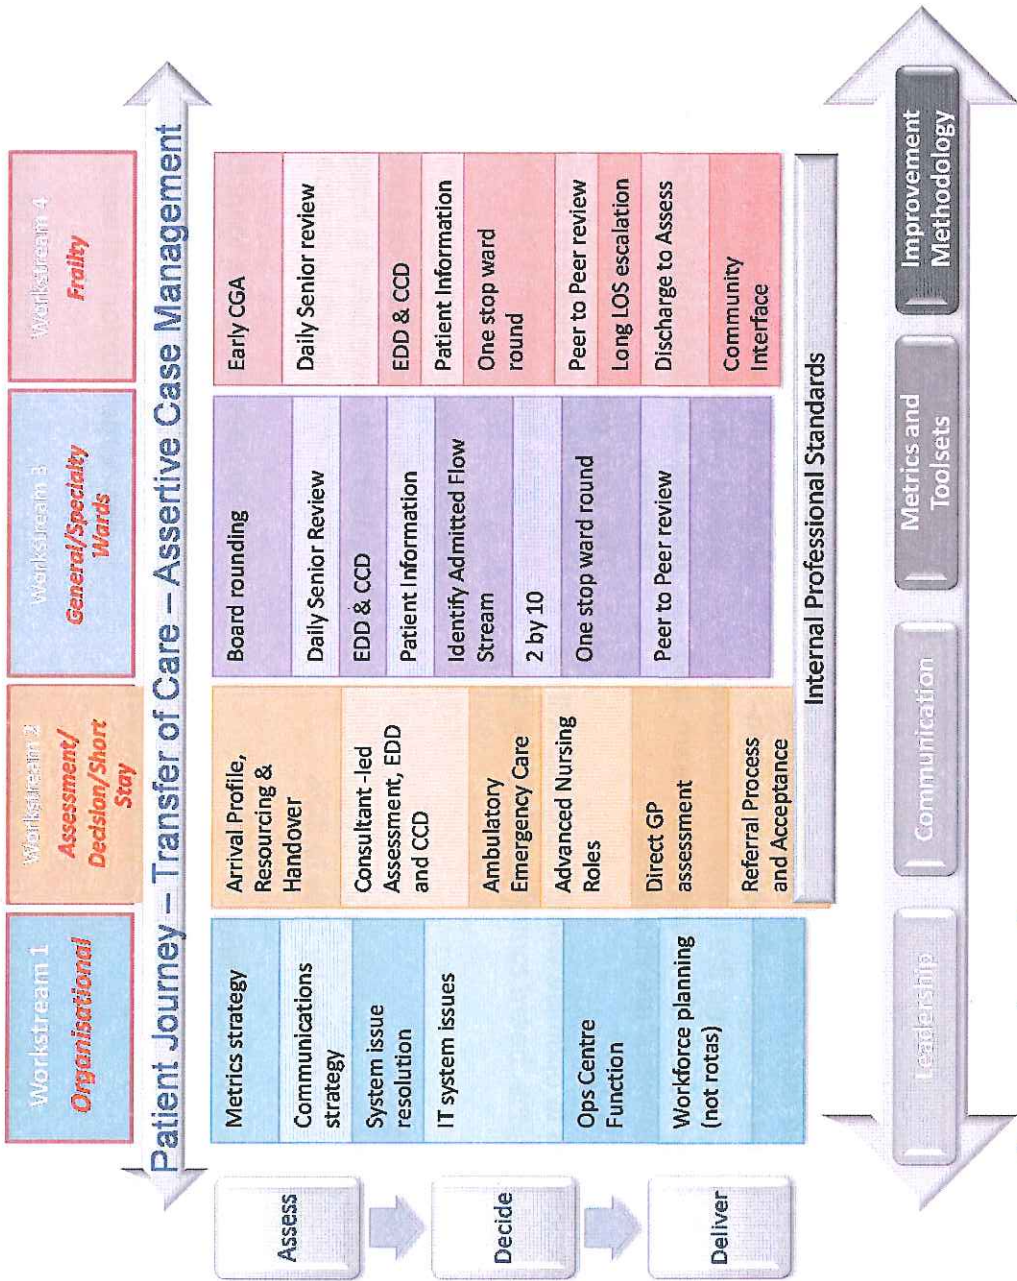 Workstream 1
Organisational
Workstream 2
Assessment/
Decision/Short
Stay
Workstream 3
General/Specialty
Wards
Workstream 4
Frailty
Patient Journey – Transfer of Care – Assertive Case Management
Assess
Decide
Deliver
Metrics strategy
Communications
strategy
System issue
resolution
IT system issues
Ops Centre
Function
Workforce planning
(not rotas)
Arrival Profile,
Resourcing &
Handover
Consultant -led
Assessment, EDD
and CCD
Ambulatory
Emergency Care
Advanced Nursing
Roles
Direct GP
assessment
Referral Process
and Acceptance
Board rounding
Daily Senior Review
EDD & CCD
Patient Information
Identify Admitted Flow
Stream
2 by 10
One stop ward round
Peer to Peer review
Early CGA
Daily Senior review
EDD & CCD
Patient Information
One stop ward
round
Peer to Peer review
Long LOS escalation
Discharge to Assess
Community
Interface
Internal Professional Standards
Leadership
Communication
Metrics and
Toolsets
Improvement
Methodology